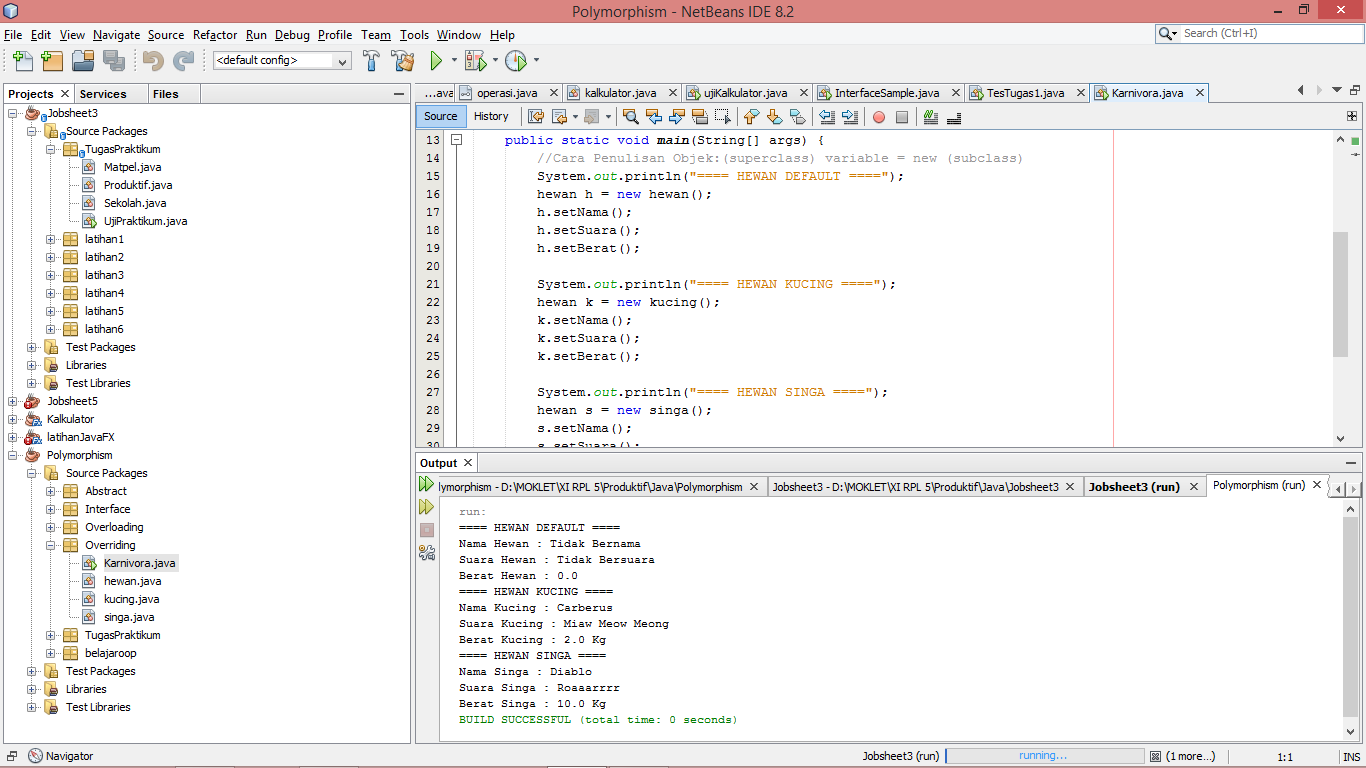 Polymorphism - NetBeans IDE 8.2
File Edit View Navigate Source Refactor Run Debug Profile Team Tools Window Help
Search (Ctrl+I)
<default config>
Projects Services Files
Jobsheet3
Source Packages
TugasPraktikum
Matpel.java
Produktif.java
Sekolah.java
UjiPraktikum.java
latihan1
latihan2
latihan3
latihan4
latihan5
latihan6
Test Packages
Libraries
Test Libraries
Jobsheet5
Kalkulator
latihanJavaFX
Polymorphism
Source Packages
Abstract
Interface
Overloading
Overriding
Karnivora.java
hewan.java
kucing.java
singa.java
TugasPraktikum
belajaroop
Test Packages
Libraries
Test Libraries
...ava operasi.java kalkulator.java ujiKalkulator.java InterfaceSample.java TesTugas1.java Karnivora.java
Source History
13 public static void main(String[] args) {
14 //Cara Penulisan Objek:(superclass) variable = new (subclass)
15 System.out.println("==== HEWAN DEFAULT ====");
16 hewan h = new hewan();
17 h.setNama();
18 h.setSuara();
19 h.setBerat();
20
21 System.out.println("==== HEWAN KUCING ====");
22 hewan k = new kucing();
23 k.setNama();
24 k.setSuara();
25 k.setBerat();
26
27 System.out.println("==== HEWAN SINGA ====");
28 hewan s = new singa();
29 s.setNama();
30 s.setSuara();
Output
lymorphism - D:\MOKLET\XI RPL 5\Produktif\Java\Polymorphism Jobsheet3 - D:\MOKLET\XI RPL 5\Produktif\Java\Jobsheet3 Jobsheet3 (run) Polymorphism (run)
run:
==== HEWAN DEFAULT ====
Nama Hewan : Tidak Bernama
Suara Hewan : Tidak Bersuara
Berat Hewan : 0.0
==== HEWAN KUCING ====
Nama Kucing : Carberus
Suara Kucing : Miaw Meow Meong
Berat Kucing : 2.0 Kg
==== HEWAN SINGA ====
Nama Singa : Diablo
Suara Singa : Roaaarrrr
Berat Singa : 10.0 Kg
BUILD SUCCESSFUL (total time: 0 seconds)
Navigator
Jobsheet3 (run) running... (1 more...) 1:1 INS